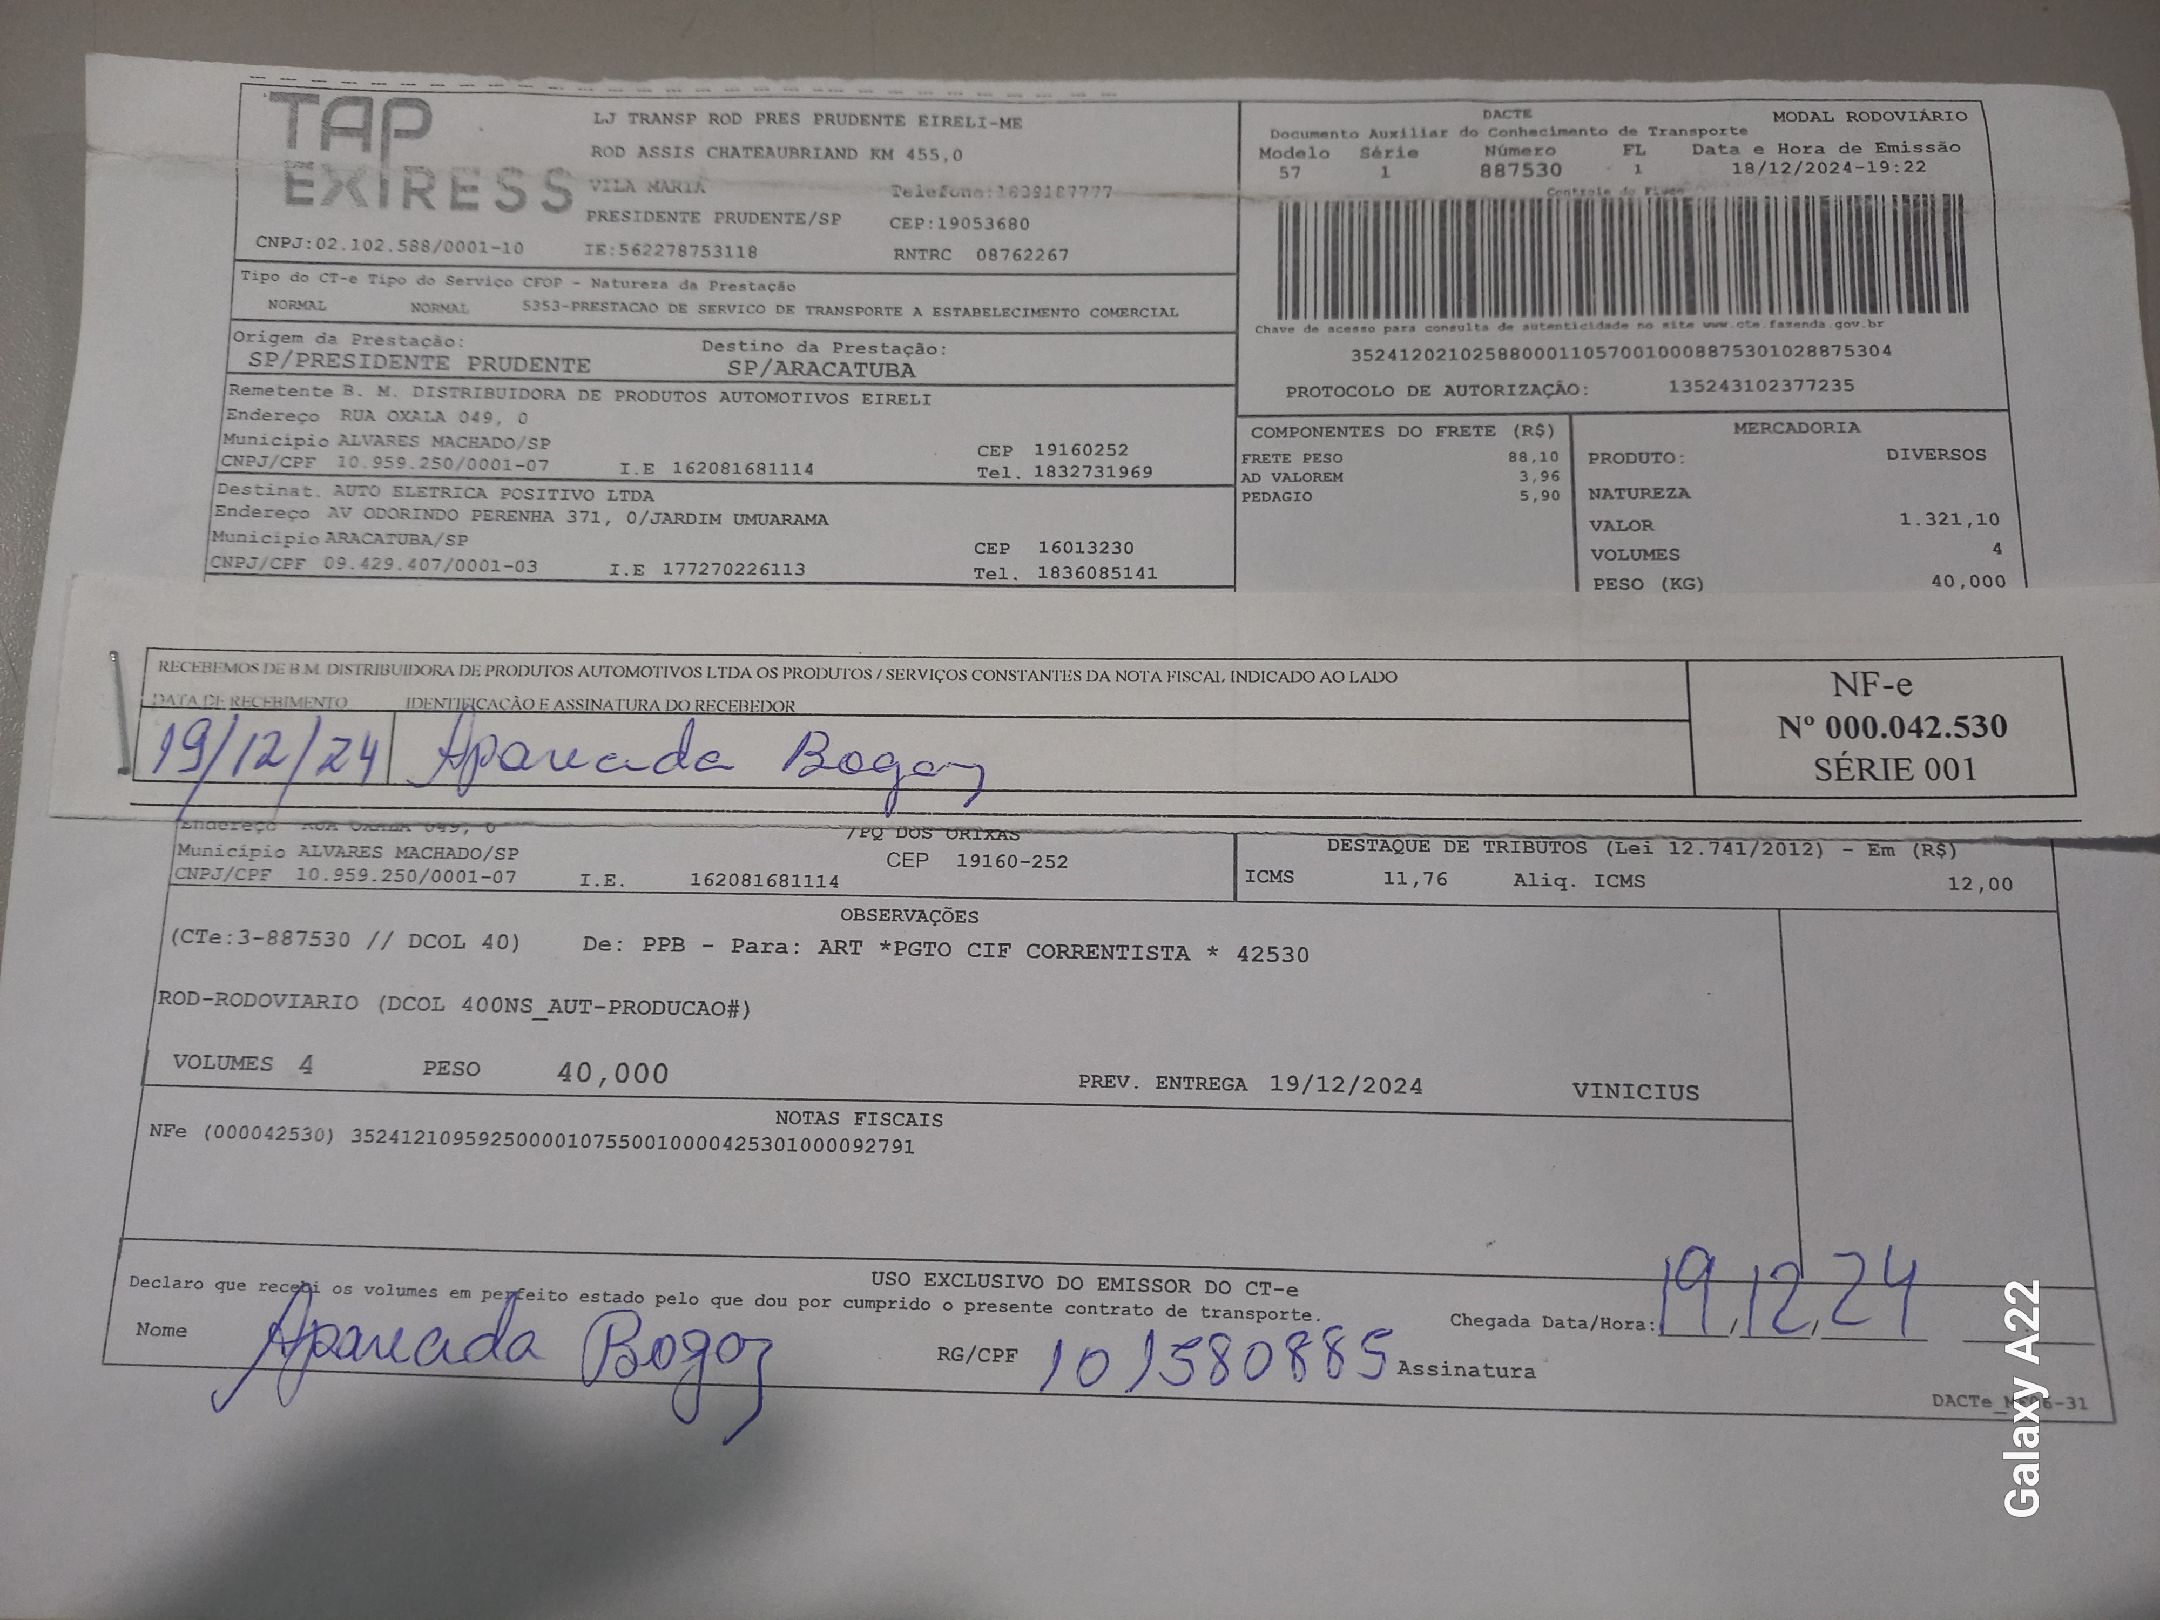 TAP
EXPRESS
LJ TRANSP ROD PRES PRUDENTE EIRELI-ME
ROD ASSIS CHATEAUBRIAND KM 455,0
VILA MARIA
PRESIDENTE PRUDENTE/SP CEP:19053680
CNPJ:02.102.588/0001-10 IE:562278753118 RNTRC 08762267
DACTE MODAL RODOVIÁRIO
Documento Auxiliar do Conhecimento de Transporte
Modelo Série Número FL Data e Hora de Emissão
57 1 887530 1 18/12/2024-19:22
Controle do Fisco
Chave de acesso para consulta de autenticidade no site www.cte.fazenda.gov.br
35241202102588000110570010008875301028875304
PROTOCOLO DE AUTORIZAÇÃO: 135243102377235
Tipo do CT-e Tipo do Serviço CFOP - Natureza da Prestação
NORMAL NORMAL 5353-PRESTACAO DE SERVICO DE TRANSPORTE A ESTABELECIMENTO COMERCIAL
Origem da Prestação: Destino da Prestação:
SP/PRESIDENTE PRUDENTE SP/ARACATUBA
Remetente B. M. DISTRIBUIDORA DE PRODUTOS AUTOMOTIVOS EIRELI
Endereço RUA OXALA 049, 0
Município ALVARES MACHADO/SP CEP 19160252
CNPJ/CPF 10.959.250/0001-07 I.E 162081681114 Tel. 1832731969
Destinat. AUTO ELETRICA POSITIVO LTDA
Endereço AV ODORINDO PERENHA 371, 0/JARDIM UMUARAMA
Município ARACATUBA/SP CEP 16013230
CNPJ/CPF 09.429.407/0001-03 I.E 177270226113 Tel. 1836085141
COMPONENTES DO FRETE (R$)
FRETE PESO 88,10
AD VALOREM 3,96
PEDAGIO 5,90
MERCADORIA
PRODUTO: DIVERSOS
NATUREZA
VALOR 1.321,10
VOLUMES 4
PESO (KG) 40,000
RECEBEMOS DE B.M. DISTRIBUIDORA DE PRODUTOS AUTOMOTIVOS LTDA OS PRODUTOS / SERVIÇOS CONSTANTES DA NOTA FISCAL INDICADO AO LADO
DATA DE RECEBIMENTO IDENTIFICAÇÃO E ASSINATURA DO RECEBEDOR
19/12/24 Aparecida Bogaz
NF-e
Nº 000.042.530
SÉRIE 001
Endereço RUA OXALA 049, 0 /PQ DOS ORIXAS
Município ALVARES MACHADO/SP CEP 19160-252
CNPJ/CPF 10.959.250/0001-07 I.E. 162081681114
DESTAQUE DE TRIBUTOS (Lei 12.741/2012) - Em (R$)
ICMS 11,76 Aliq. ICMS 12,00
OBSERVAÇÕES
(CTe:3-887530 // DCOL 40) De: PPB - Para: ART *PGTO CIF CORRENTISTA * 42530
ROD-RODOVIARIO (DCOL 400NS_AUT-PRODUCAO#)
VOLUMES 4 PESO 40,000 PREV. ENTREGA 19/12/2024 VINICIUS
NOTAS FISCAIS
NFe (000042530) 35241210959250000107550010000425301000092791
USO EXCLUSIVO DO EMISSOR DO CT-e
Declaro que recebi os volumes em perfeito estado pelo que dou por cumprido o presente contrato de transporte.
Chegada Data/Hora: 19,12,24
Nome Aparecida Bogaz RG/CPF 101580885 Assinatura
Galaxy A22